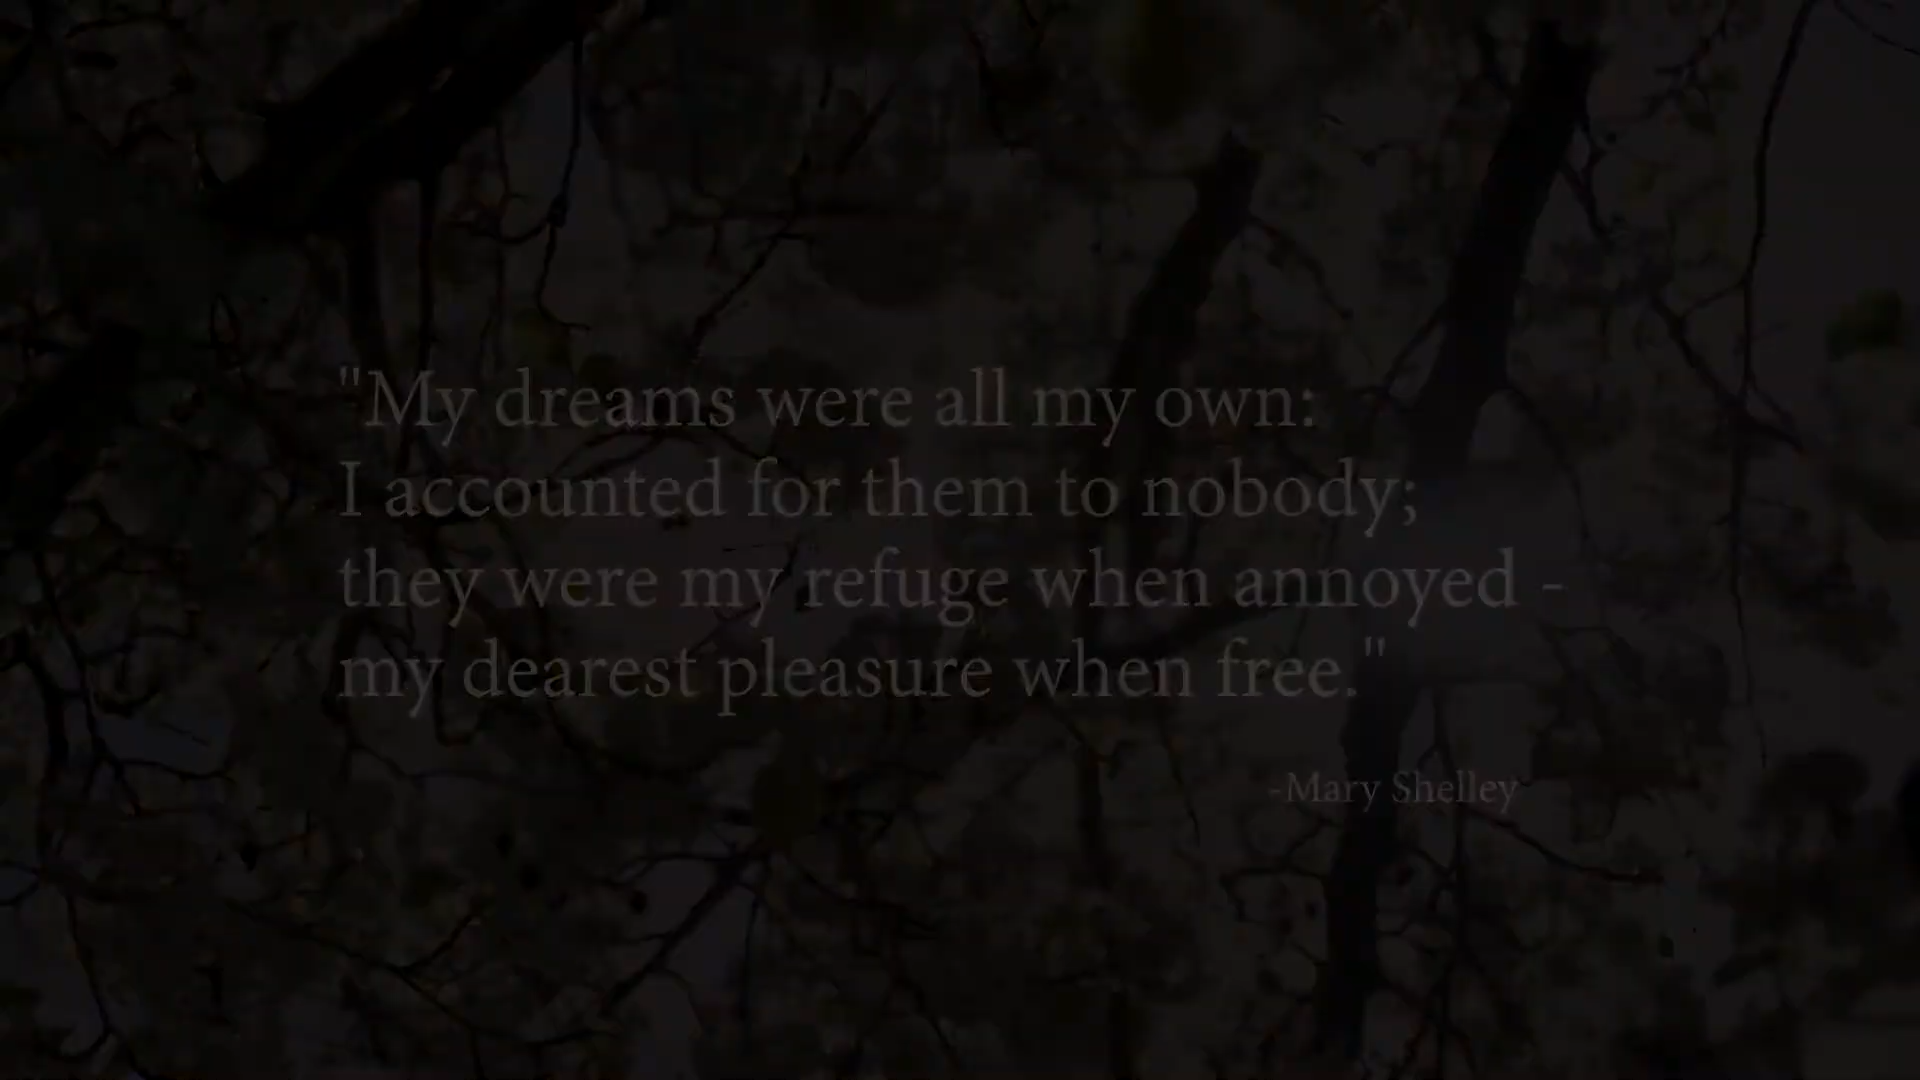 "My dreams were all my own:
I accounted for them to nobody;
they were my refuge when annoyed -
my dearest pleasure when free."
-Mary Shelley